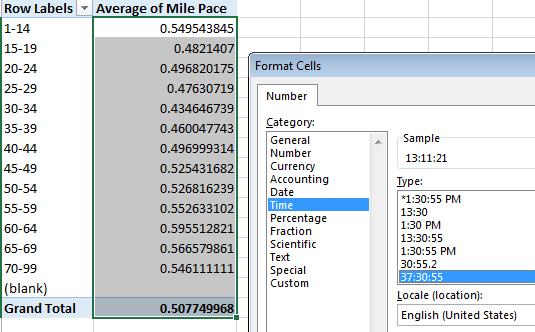 Row Labels Average of Mile Pace
1-14 0.549543845
15-19 0.4821407
20-24 0.496820175
25-29 0.47630719
30-34 0.434646739
35-39 0.460047743
40-44 0.496999314
45-49 0.525431682
50-54 0.526816239
55-59 0.552633102
60-64 0.595512821
65-69 0.566579861
70-99 0.546111111
(blank)
Grand Total 0.507749968
Format Cells
Number
Category:
General
Number
Currency
Accounting
Date
Time
Percentage
Fraction
Scientific
Text
Special
Custom
Sample
13:11:21
Type:
*1:30:55 PM
13:30
1:30 PM
13:30:55
1:30:55 PM
30:55.2
37:30:55
Locale (location):
English (United States)